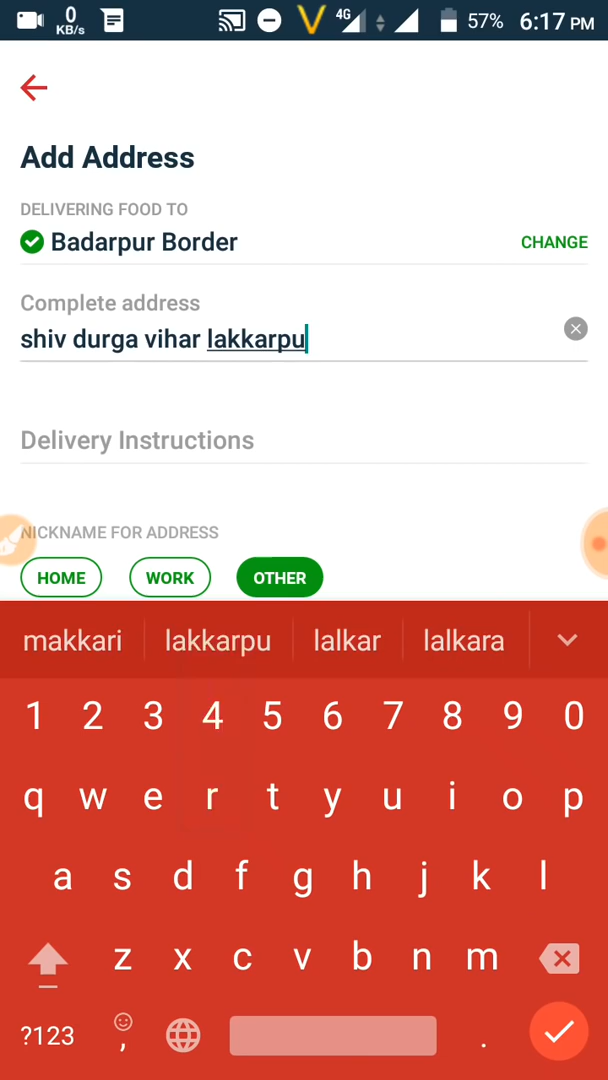 0
KB/s
4G
57%
6:17 PM
Add Address
DELIVERING FOOD TO
Badarpur Border
CHANGE
Complete address
shiv durga vihar lakkarpu
Delivery Instructions
NICKNAME FOR ADDRESS
HOME WORK OTHER
makkari lakkarpu lalkar lalkara
1 2 3 4 5 6 7 8 9 0
q w e r t y u i o p
a s d f g h j k l
z x c v b n m
?123 , .